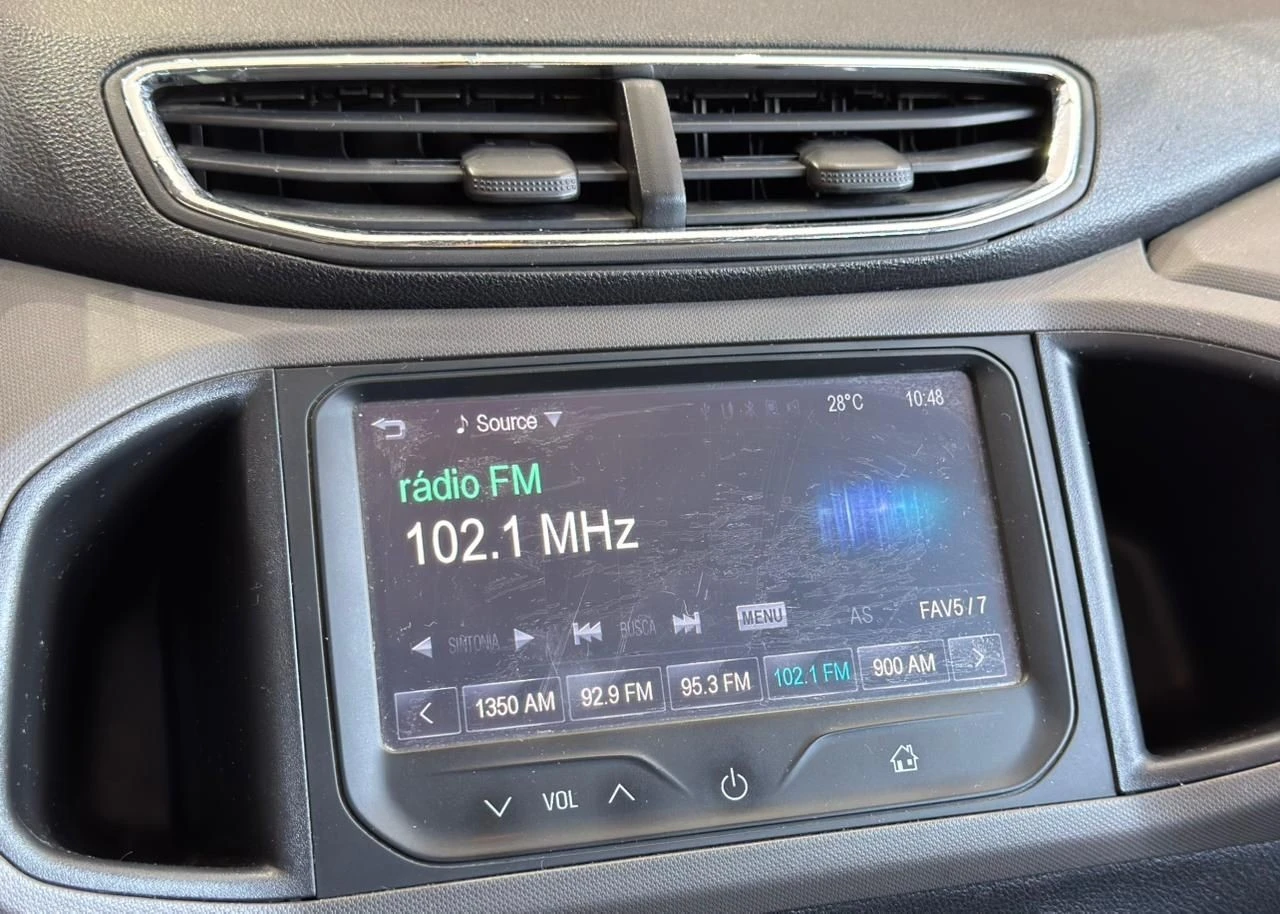 Source 28°C 10:48
rádio FM
102.1 MHz
SINTONIA BUSCA MENU AS FAV5 / 7
< 1350 AM 92.9 FM 95.3 FM 102.1 FM 900 AM >
VOL